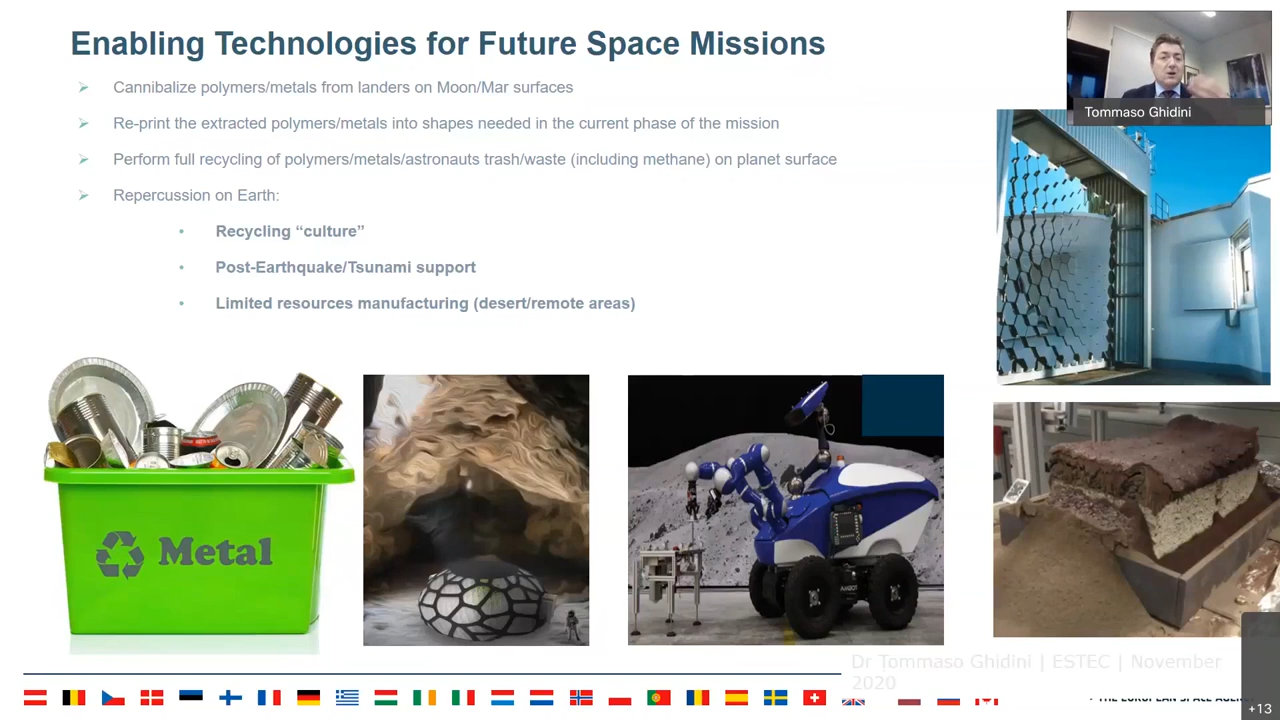 Enabling Technologies for Future Space Missions
Tommaso Ghidini
Cannibalize polymers/metals from landers on Moon/Mar surfaces
Re-print the extracted polymers/metals into shapes needed in the current phase of the mission
Perform full recycling of polymers/metals/astronauts trash/waste (including methane) on planet surface
Repercussion on Earth:
Recycling “culture”
Post-Earthquake/Tsunami support
Limited resources manufacturing (desert/remote areas)
Metal
Dr Tommaso Ghidini | ESTEC | November
2020
+13